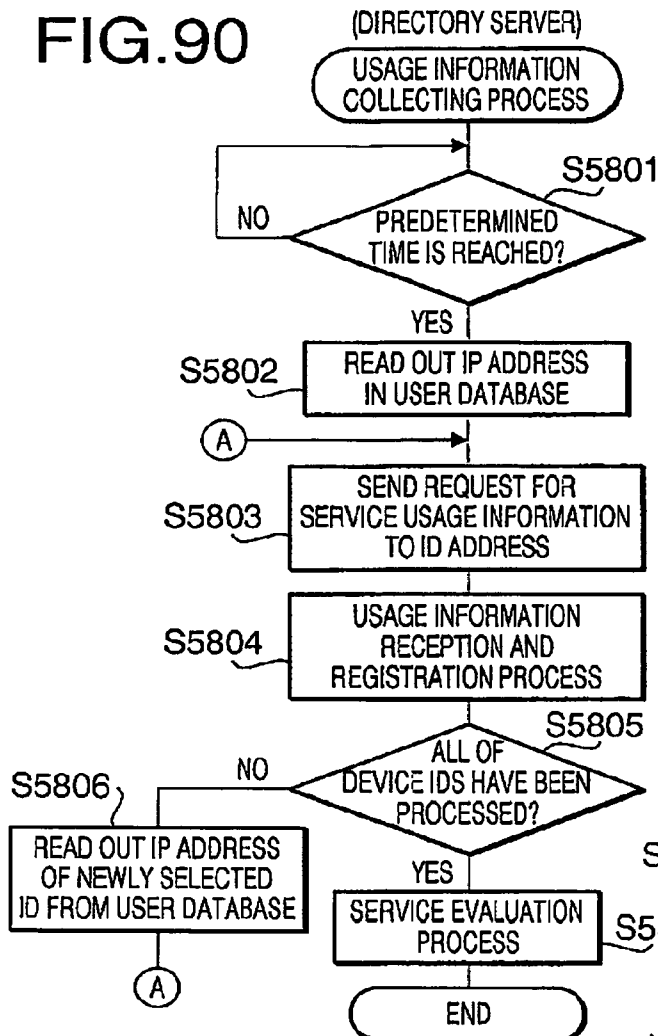 FIG.90
(DIRECTORY SERVER)
USAGE INFORMATION
COLLECTING PROCESS
S5801
NO
PREDETERMINED
TIME IS REACHED?
YES
S5802
READ OUT IP ADDRESS
IN USER DATABASE
A
S5803
SEND REQUEST FOR
SERVICE USAGE INFORMATION
TO ID ADDRESS
S5804
USAGE INFORMATION
RECEPTION AND
REGISTRATION PROCESS
S5805
ALL OF
DEVICE IDS HAVE BEEN
PROCESSED?
NO
S5806
READ OUT IP ADDRESS
OF NEWLY SELECTED
ID FROM USER DATABASE
A
YES
S
SERVICE EVALUATION
PROCESS
S5
END